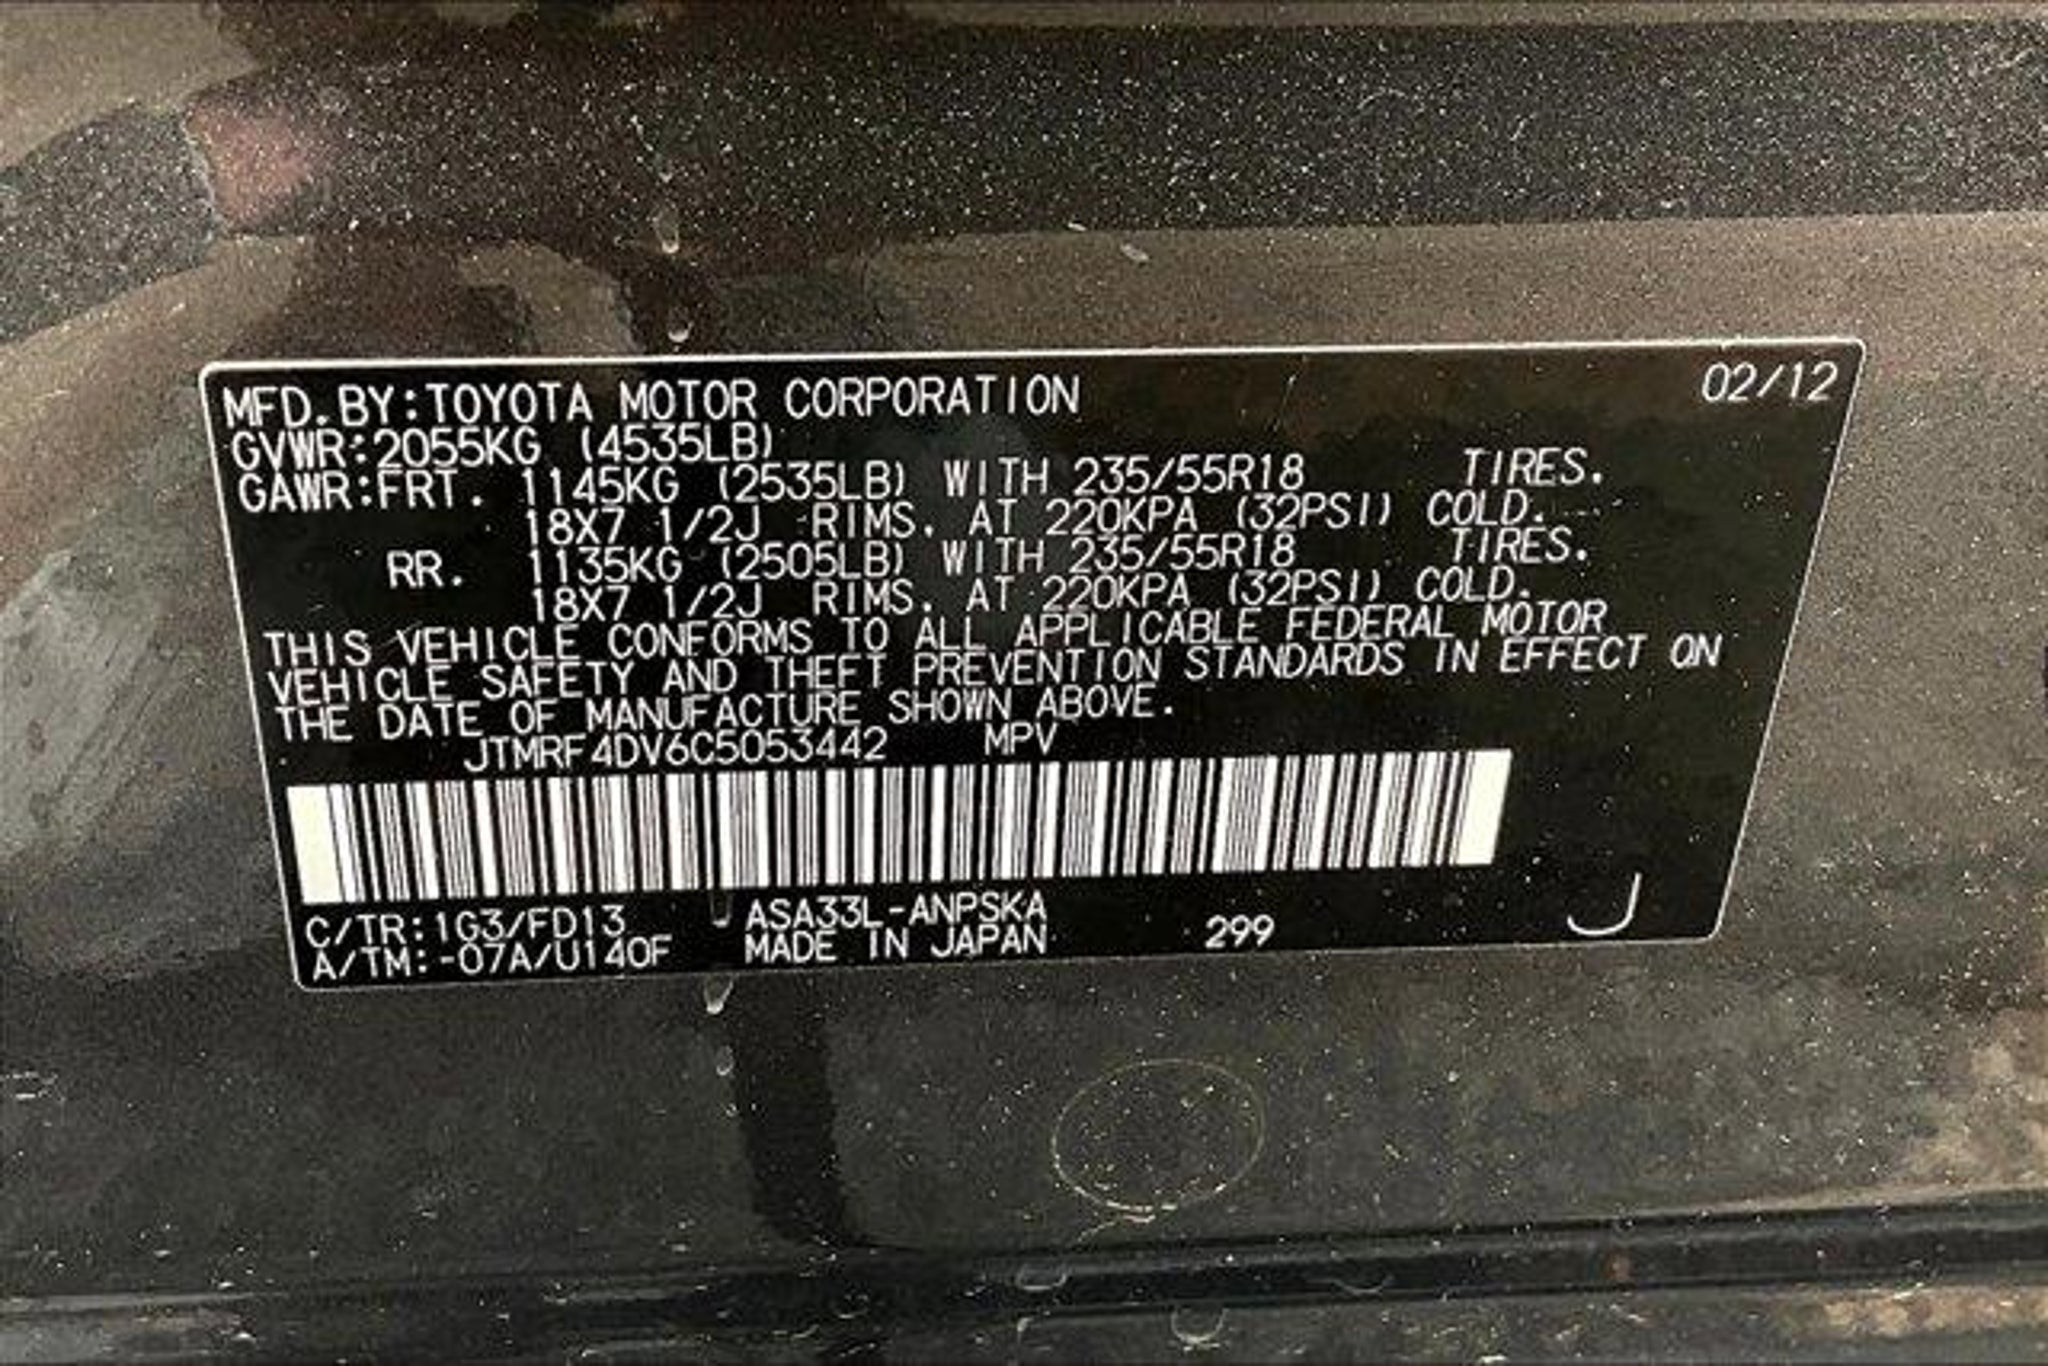 MFD.BY:TOYOTA MOTOR CORPORATION 02/12
GVWR:2055KG (4535LB)
GAWR:FRT. 1145KG (2535LB) WITH 235/55R18 TIRES.
18X7 1/2J RIMS. AT 220KPA (32PSI) COLD.
RR. 1135KG (2505LB) WITH 235/55R18 TIRES.
18X7 1/2J RIMS. AT 220KPA (32PSI) COLD.
THIS VEHICLE CONFORMS TO ALL APPLICABLE FEDERAL MOTOR
VEHICLE SAFETY AND THEFT PREVENTION STANDARDS IN EFFECT ON
THE DATE OF MANUFACTURE SHOWN ABOVE.
JTMRF4DV6C5053442 MPV
C/TR:1G3/FD13 ASA33L-ANPSKA
A/TM:-07A/U140F MADE IN JAPAN 299 J